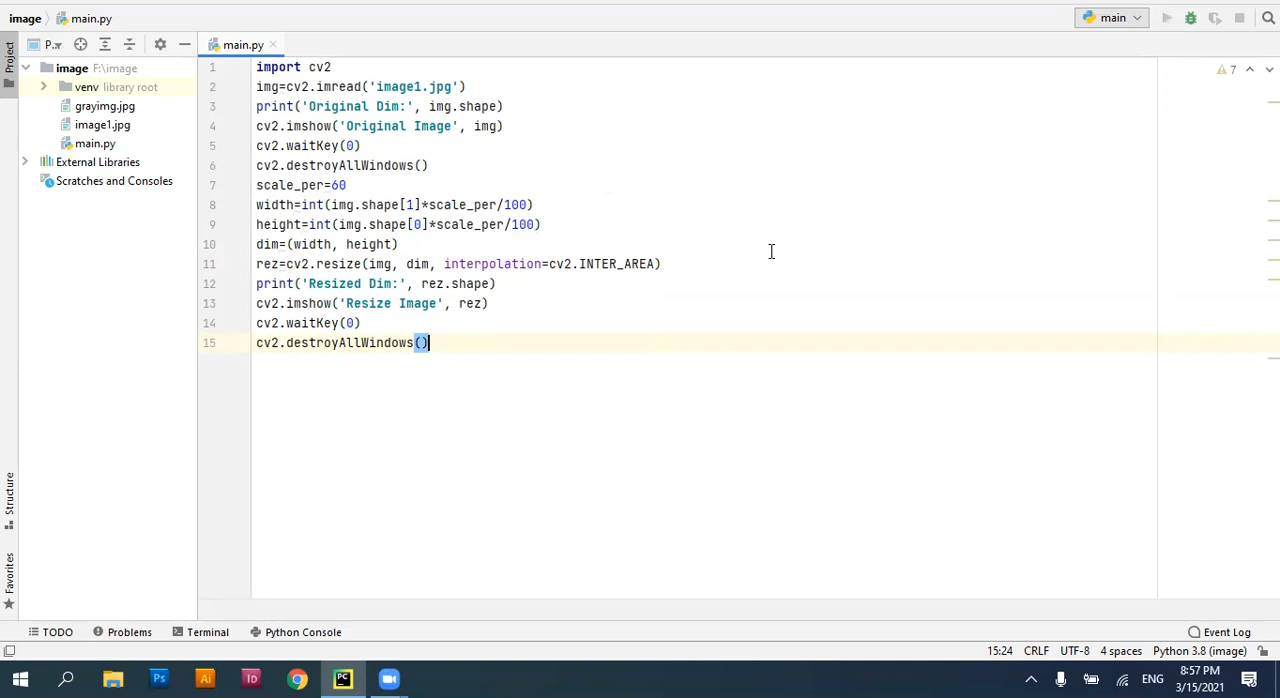 image main.py main
Project P.. main.py
image F:\image
venv library root
grayimg.jpg
image1.jpg
main.py
External Libraries
Scratches and Consoles
7
1 import cv2
2 img=cv2.imread('image1.jpg')
3 print('Original Dim:', img.shape)
4 cv2.imshow('Original Image', img)
5 cv2.waitKey(0)
6 cv2.destroyAllWindows()
7 scale_per=60
8 width=int(img.shape[1]*scale_per/100)
9 height=int(img.shape[0]*scale_per/100)
10 dim=(width, height)
11 rez=cv2.resize(img, dim, interpolation=cv2.INTER_AREA)
12 print('Resized Dim:', rez.shape)
13 cv2.imshow('Resize Image', rez)
14 cv2.waitKey(0)
15 cv2.destroyAllWindows()
Structure
Favorites
TODO Problems Terminal Python Console Event Log
15:24 CRLF UTF-8 4 spaces Python 3.8 (image)
Ps Ai Id PC ENG 8:57 PM
3/15/2021